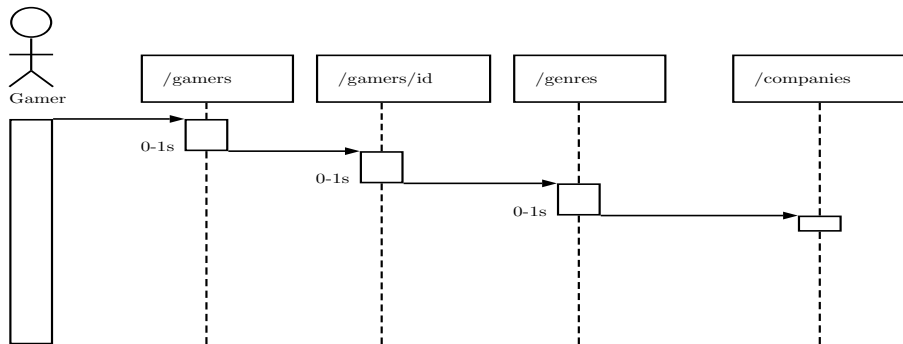 /gamers
/gamers/id
/genres
/companies
Gamer
0-1s
0-1s
0-1s